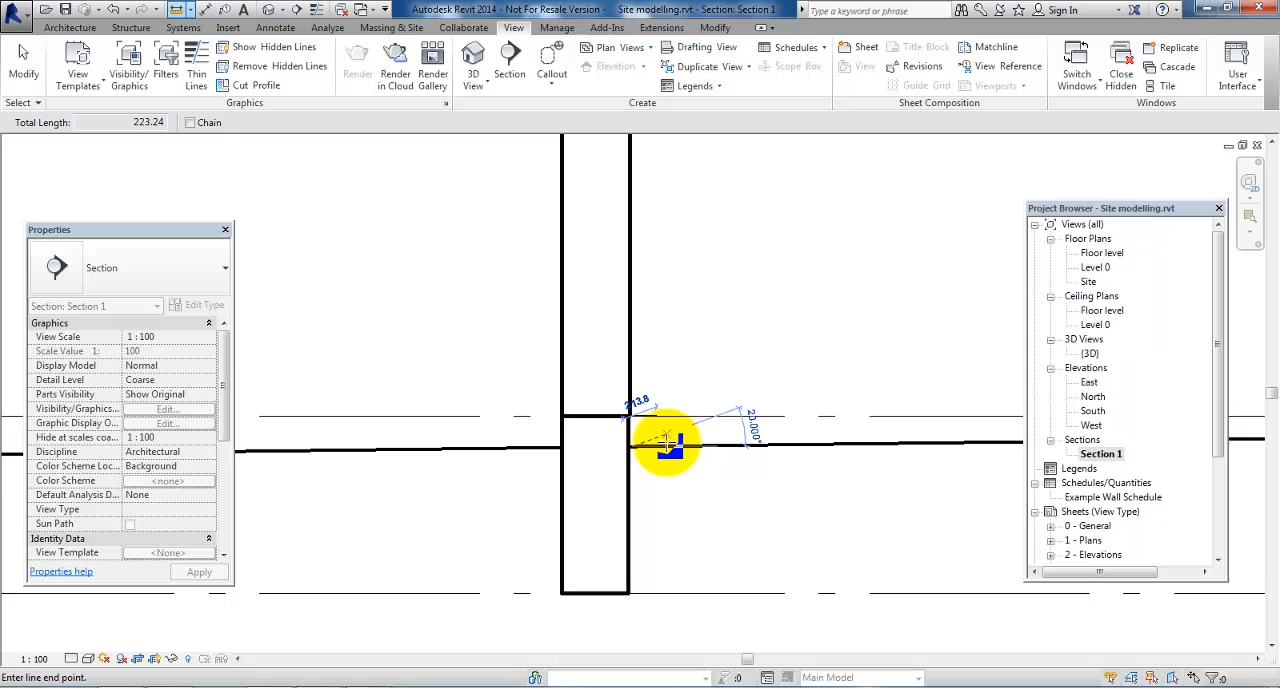 Autodesk Revit 2014 - Not For Resale Version - Site modelling.rvt - Section: Section 1
Type a keyword or phrase
Sign In
Architecture Structure Systems Insert Annotate Analyze Massing & Site Collaborate View Manage Add-Ins Extensions Modify
Modify
View Templates
Visibility/ Graphics
Filters
Thin Lines
Show Hidden Lines
Remove Hidden Lines
Cut Profile
Render
Render in Cloud
Render Gallery
3D View
Section
Callout
Plan Views
Elevation
Drafting View
Duplicate View
Legends
Schedules
Scope Box
Sheet
View
Title Block
Revisions
Guide Grid
Matchline
View Reference
Viewports
Switch Windows
Close Hidden
Replicate
Cascade
Tile
User Interface
Select
Graphics
Create
Sheet Composition
Windows
Total Length: 223.24 Chain
Properties
Section
Section: Section 1 Edit Type
Graphics
View Scale 1 : 100
Scale Value 1: 100
Display Model Normal
Detail Level Coarse
Parts Visibility Show Original
Visibility/Graphics... Edit...
Graphic Display O... Edit...
Hide at scales coa... 1 : 100
Discipline Architectural
Color Scheme Loc... Background
Color Scheme <none>
Default Analysis D... None
View Type
Sun Path
Identity Data
View Template <None>
Properties help Apply
20.000°
Project Browser - Site modelling.rvt
Views (all)
Floor Plans
Floor level
Level 0
Site
Ceiling Plans
Floor level
Level 0
3D Views
{3D}
Elevations
East
North
South
West
Sections
Section 1
Legends
Schedules/Quantities
Example Wall Schedule
Sheets (View Type)
0 - General
1 - Plans
2 - Elevations
1 : 100
Enter line end point.
:0
Main Model
:0